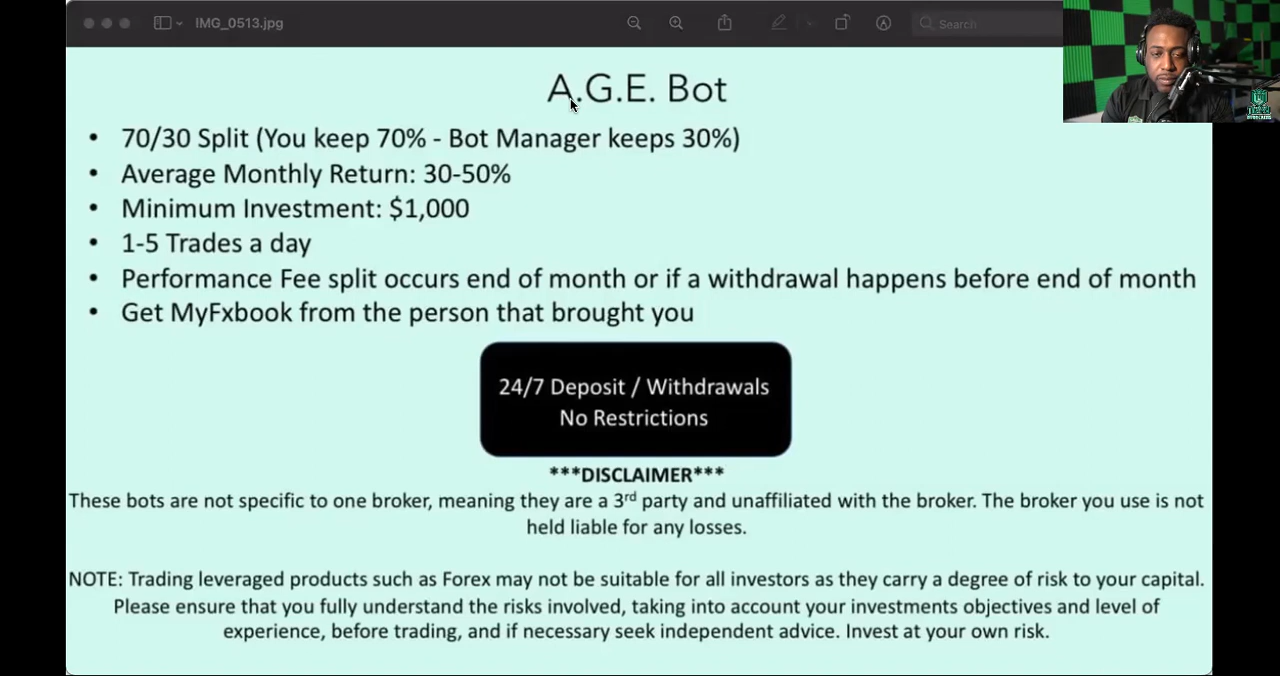 IMG_0513.jpg
Search
A.G.E. Bot
• 70/30 Split (You keep 70% - Bot Manager keeps 30%)
• Average Monthly Return: 30-50%
• Minimum Investment: $1,000
• 1-5 Trades a day
• Performance Fee split occurs end of month or if a withdrawal happens before end of month
• Get MyFxbook from the person that brought you
24/7 Deposit / Withdrawals
No Restrictions
***DISCLAIMER***
These bots are not specific to one broker, meaning they are a 3rd party and unaffiliated with the broker. The broker you use is not
held liable for any losses.
NOTE: Trading leveraged products such as Forex may not be suitable for all investors as they carry a degree of risk to your capital.
Please ensure that you fully understand the risks involved, taking into account your investments objectives and level of
experience, before trading, and if necessary seek independent advice. Invest at your own risk.